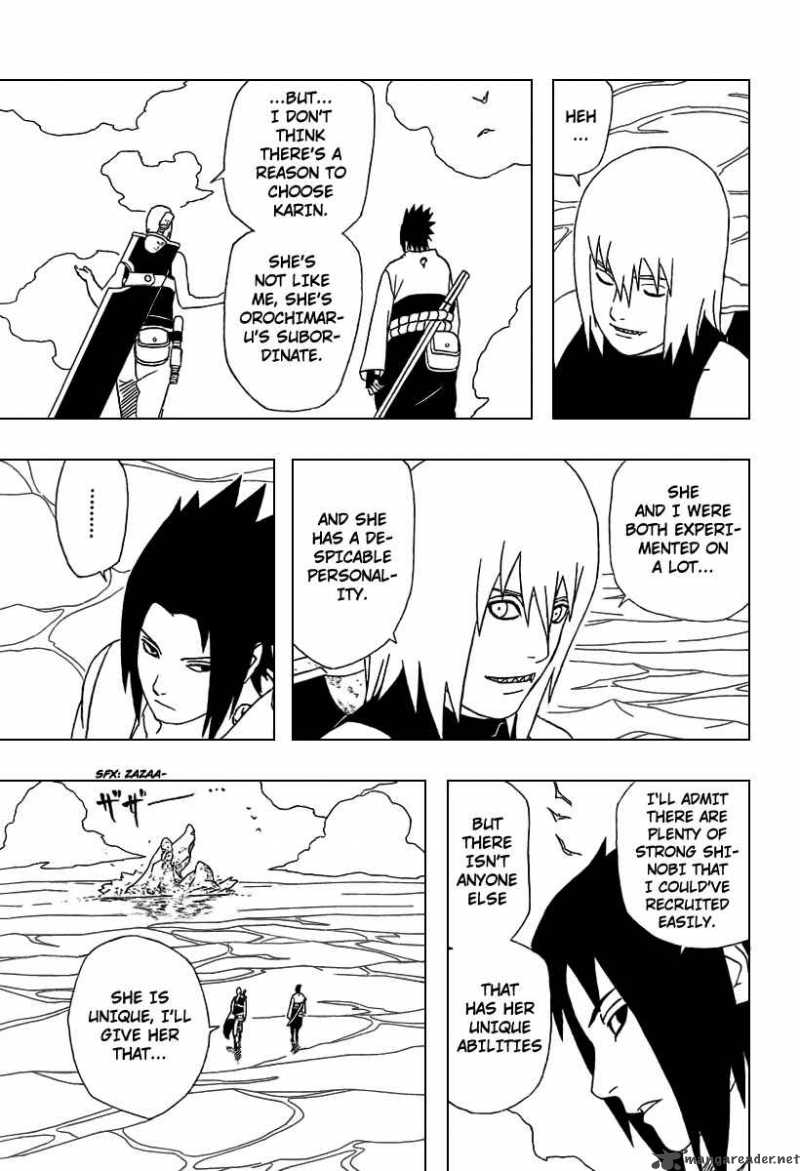 HEH
...
...BUT...
I DON'T
THINK
THERE'S A
REASON TO
CHOOSE
KARIN.
SHE'S
NOT LIKE
ME, SHE'S
OROCHIMAR-
U'S SUBOR-
DINATE.
SHE
AND I WERE
BOTH EXPERI-
MENTED ON
A LOT...
AND SHE
HAS A DE-
SPICABLE
PERSONAL-
ITY.
.........
I'LL ADMIT
THERE ARE
PLENTY OF
STRONG SHI-
NOBI THAT
I COULD'VE
RECRUITED
EASILY.
BUT
THERE
ISN'T
ANYONE
ELSE
THAT
HAS HER
UNIQUE
ABILITIES
SFX: ZAZAA-
ザザー…
SHE IS
UNIQUE, I'LL
GIVE HER
THAT...
mangareader.net